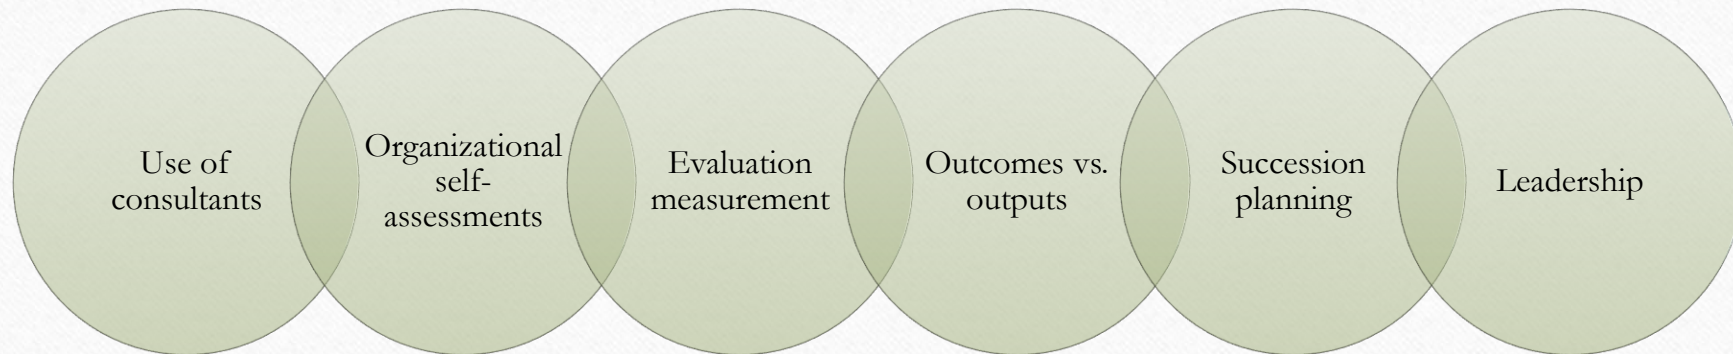 Use of
consultants
Organizational
self-
assessments
Evaluation
measurement
Outcomes vs.
outputs
Succession
planning
Leadership